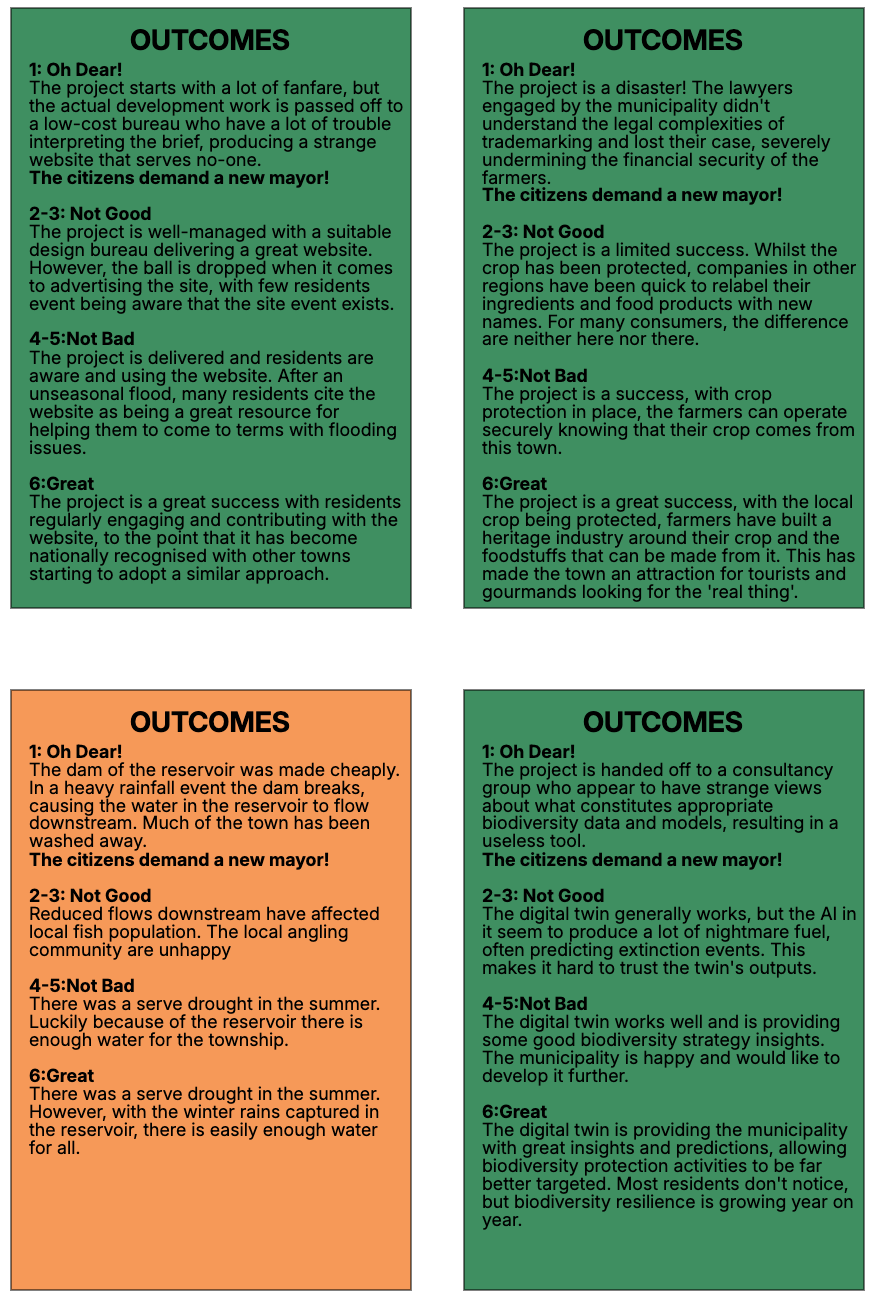 OUTCOMES
1: Oh Dear!
The project starts with a lot of fanfare, but
the actual development work is passed off to
a low-cost bureau who have a lot of trouble
interpreting the brief, producing a strange
website that serves no-one.
The citizens demand a new mayor!
2-3: Not Good
The project is well-managed with a suitable
design bureau delivering a great website.
However, the ball is dropped when it comes
to advertising the site, with few residents
event being aware that the site event exists.
4-5:Not Bad
The project is delivered and residents are
aware and using the website. After an
unseasonal flood, many residents cite the
website as being a great resource for
helping them to come to terms with flooding
issues.
6:Great
The project is a great success with residents
regularly engaging and contributing with the
website, to the point that it has become
nationally recognised with other towns
starting to adopt a similar approach.
OUTCOMES
1: Oh Dear!
The project is a disaster! The lawyers
engaged by the municipality didn't
understand the legal complexities of
trademarking and lost their case, severely
undermining the financial security of the
farmers.
The citizens demand a new mayor!
2-3: Not Good
The project is a limited success. Whilst the
crop has been protected, companies in other
regions have been quick to relabel their
ingredients and food products with new
names. For many consumers, the difference
are neither here nor there.
4-5:Not Bad
The project is a success, with crop
protection in place, the farmers can operate
securely knowing that their crop comes from
this town.
6:Great
The project is a great success, with the local
crop being protected, farmers have built a
heritage industry around their crop and the
foodstuffs that can be made from it. This has
made the town an attraction for tourists and
gourmands looking for the 'real thing'.
OUTCOMES
1: Oh Dear!
The dam of the reservoir was made cheaply.
In a heavy rainfall event the dam breaks,
causing the water in the reservoir to flow
downstream. Much of the town has been
washed away.
The citizens demand a new mayor!
2-3: Not Good
Reduced flows downstream have affected
local fish population. The local angling
community are unhappy
4-5:Not Bad
There was a serve drought in the summer.
Luckily because of the reservoir there is
enough water for the township.
6:Great
There was a serve drought in the summer.
However, with the winter rains captured in
the reservoir, there is easily enough water
for all.
OUTCOMES
1: Oh Dear!
The project is handed off to a consultancy
group who appear to have strange views
about what constitutes appropriate
biodiversity data and models, resulting in a
useless tool.
The citizens demand a new mayor!
2-3: Not Good
The digital twin generally works, but the AI in
it seem to produce a lot of nightmare fuel,
often predicting extinction events. This
makes it hard to trust the twin's outputs.
4-5:Not Bad
The digital twin works well and is providing
some good biodiversity strategy insights.
The municipality is happy and would like to
develop it further.
6:Great
The digital twin is providing the municipality
with great insights and predictions, allowing
biodiversity protection activities to be far
better targeted. Most residents don't notice,
but biodiversity resilience is growing year on
year.